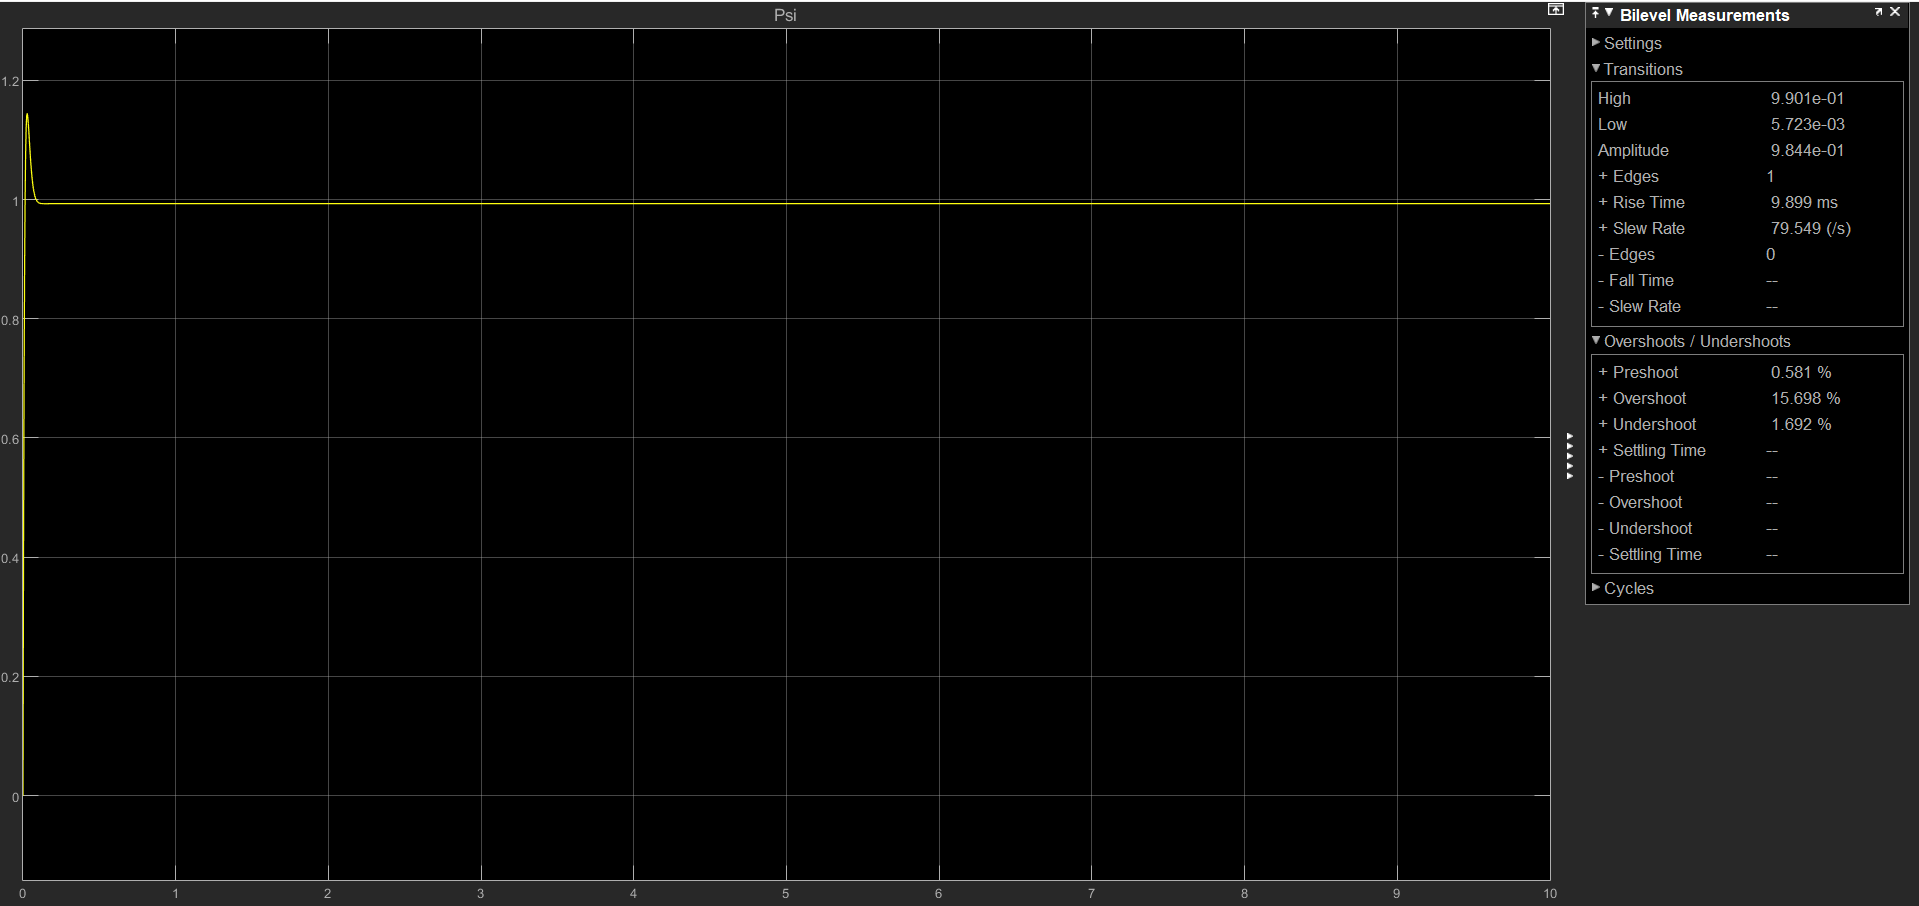 Psi
1.2
1
0.8
0.6
0.4
0.2
0
0 1 2 3 4 5 6 7 8 9 10
Bilevel Measurements
Settings
Transitions
High 9.901e-01
Low 5.723e-03
Amplitude 9.844e-01
+ Edges 1
+ Rise Time 9.899 ms
+ Slew Rate 79.549 (/s)
- Edges 0
- Fall Time --
- Slew Rate --
Overshoots / Undershoots
+ Preshoot 0.581 %
+ Overshoot 15.698 %
+ Undershoot 1.692 %
+ Settling Time --
- Preshoot --
- Overshoot --
- Undershoot --
- Settling Time --
Cycles